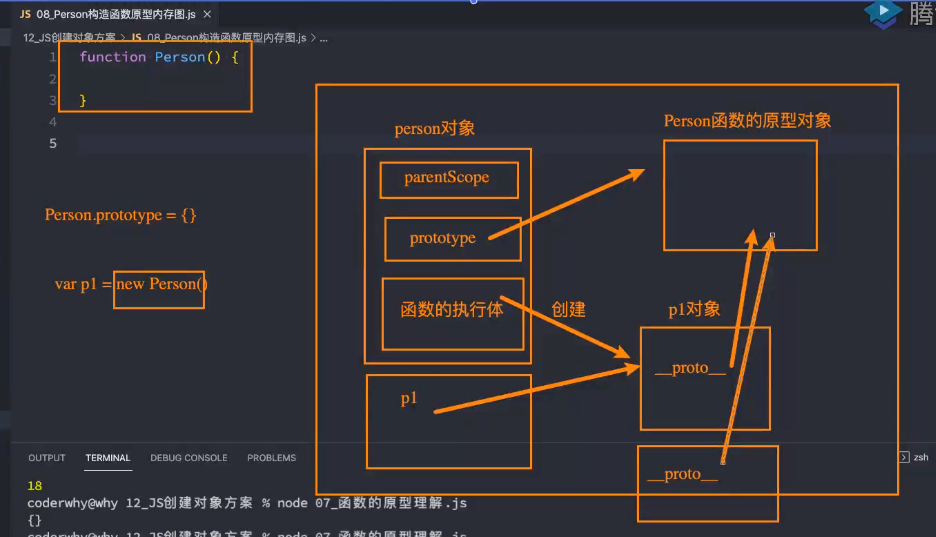 JS 08_Person构造函数原型内存图.js ×
腾
12_JS创建对象方案 > JS 08_Person构造函数原型内存图.js > ...
1 function Person() {
2
3 }
4
5
person对象
Person函数的原型对象
parentScope
prototype
Person.prototype = {}
var p1 = new Person()
函数的执行体
创建
p1对象
__proto__
p1
__proto__
OUTPUT TERMINAL DEBUG CONSOLE PROBLEMS
zsh
18
coderwhy@why 12_JS创建对象方案 % node 07_函数的原型理解.js
{}
coderwhy@why 12_JS创建对象方案 % node 07_函数的原型理解.js